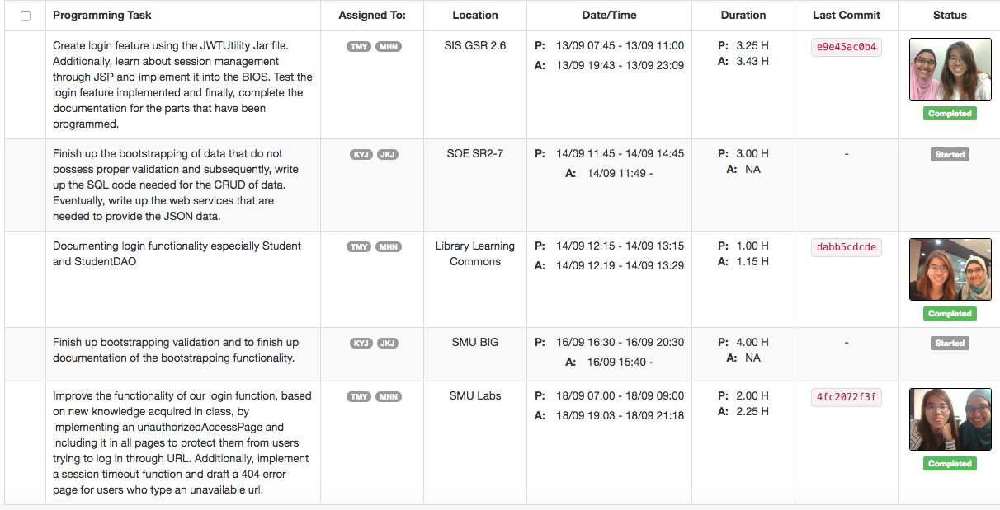 Programming Task Assigned To: Location Date/Time Duration Last Commit Status
Create login feature using the JWTUtility Jar file.
Additionally, learn about session management
through JSP and implement it into the BIOS. Test the
login feature implemented and finally, complete the
documentation for the parts that have been
programmed.
TMY MHN
SIS GSR 2.6
P: 13/09 07:45 - 13/09 11:00
A: 13/09 19:43 - 13/09 23:09
P: 3.25 H
A: 3.43 H
e9e45ac0b4
Completed
Finish up the bootstrapping of data that do not
possess proper validation and subsequently, write
up the SQL code needed for the CRUD of data.
Eventually, write up the web services that are
needed to provide the JSON data.
KYJ JKJ
SOE SR2-7
P: 14/09 11:45 - 14/09 14:45
A: 14/09 11:49 -
P: 3.00 H
A: NA
-
Started
Documenting login functionality especially Student
and StudentDAO
TMY MHN
Library Learning
Commons
P: 14/09 12:15 - 14/09 13:15
A: 14/09 12:19 - 14/09 13:29
P: 1.00 H
A: 1.15 H
dabb5cdcde
Completed
Finish up bootstrapping validation and to finish up
documentation of the bootstrapping functionality.
KYJ JKJ
SMU BIG
P: 16/09 16:30 - 16/09 20:30
A: 16/09 15:40 -
P: 4.00 H
A: NA
-
Started
Improve the functionality of our login function, based
on new knowledge acquired in class, by
implementing an unauthorizedAccessPage and
including it in all pages to protect them from users
trying to log in through URL. Additionally, implement
a session timeout function and draft a 404 error
page for users who type an unavailable url.
TMY MHN
SMU Labs
P: 18/09 07:00 - 18/09 09:00
A: 18/09 19:03 - 18/09 21:18
P: 2.00 H
A: 2.25 H
4fc2072f3f
Completed